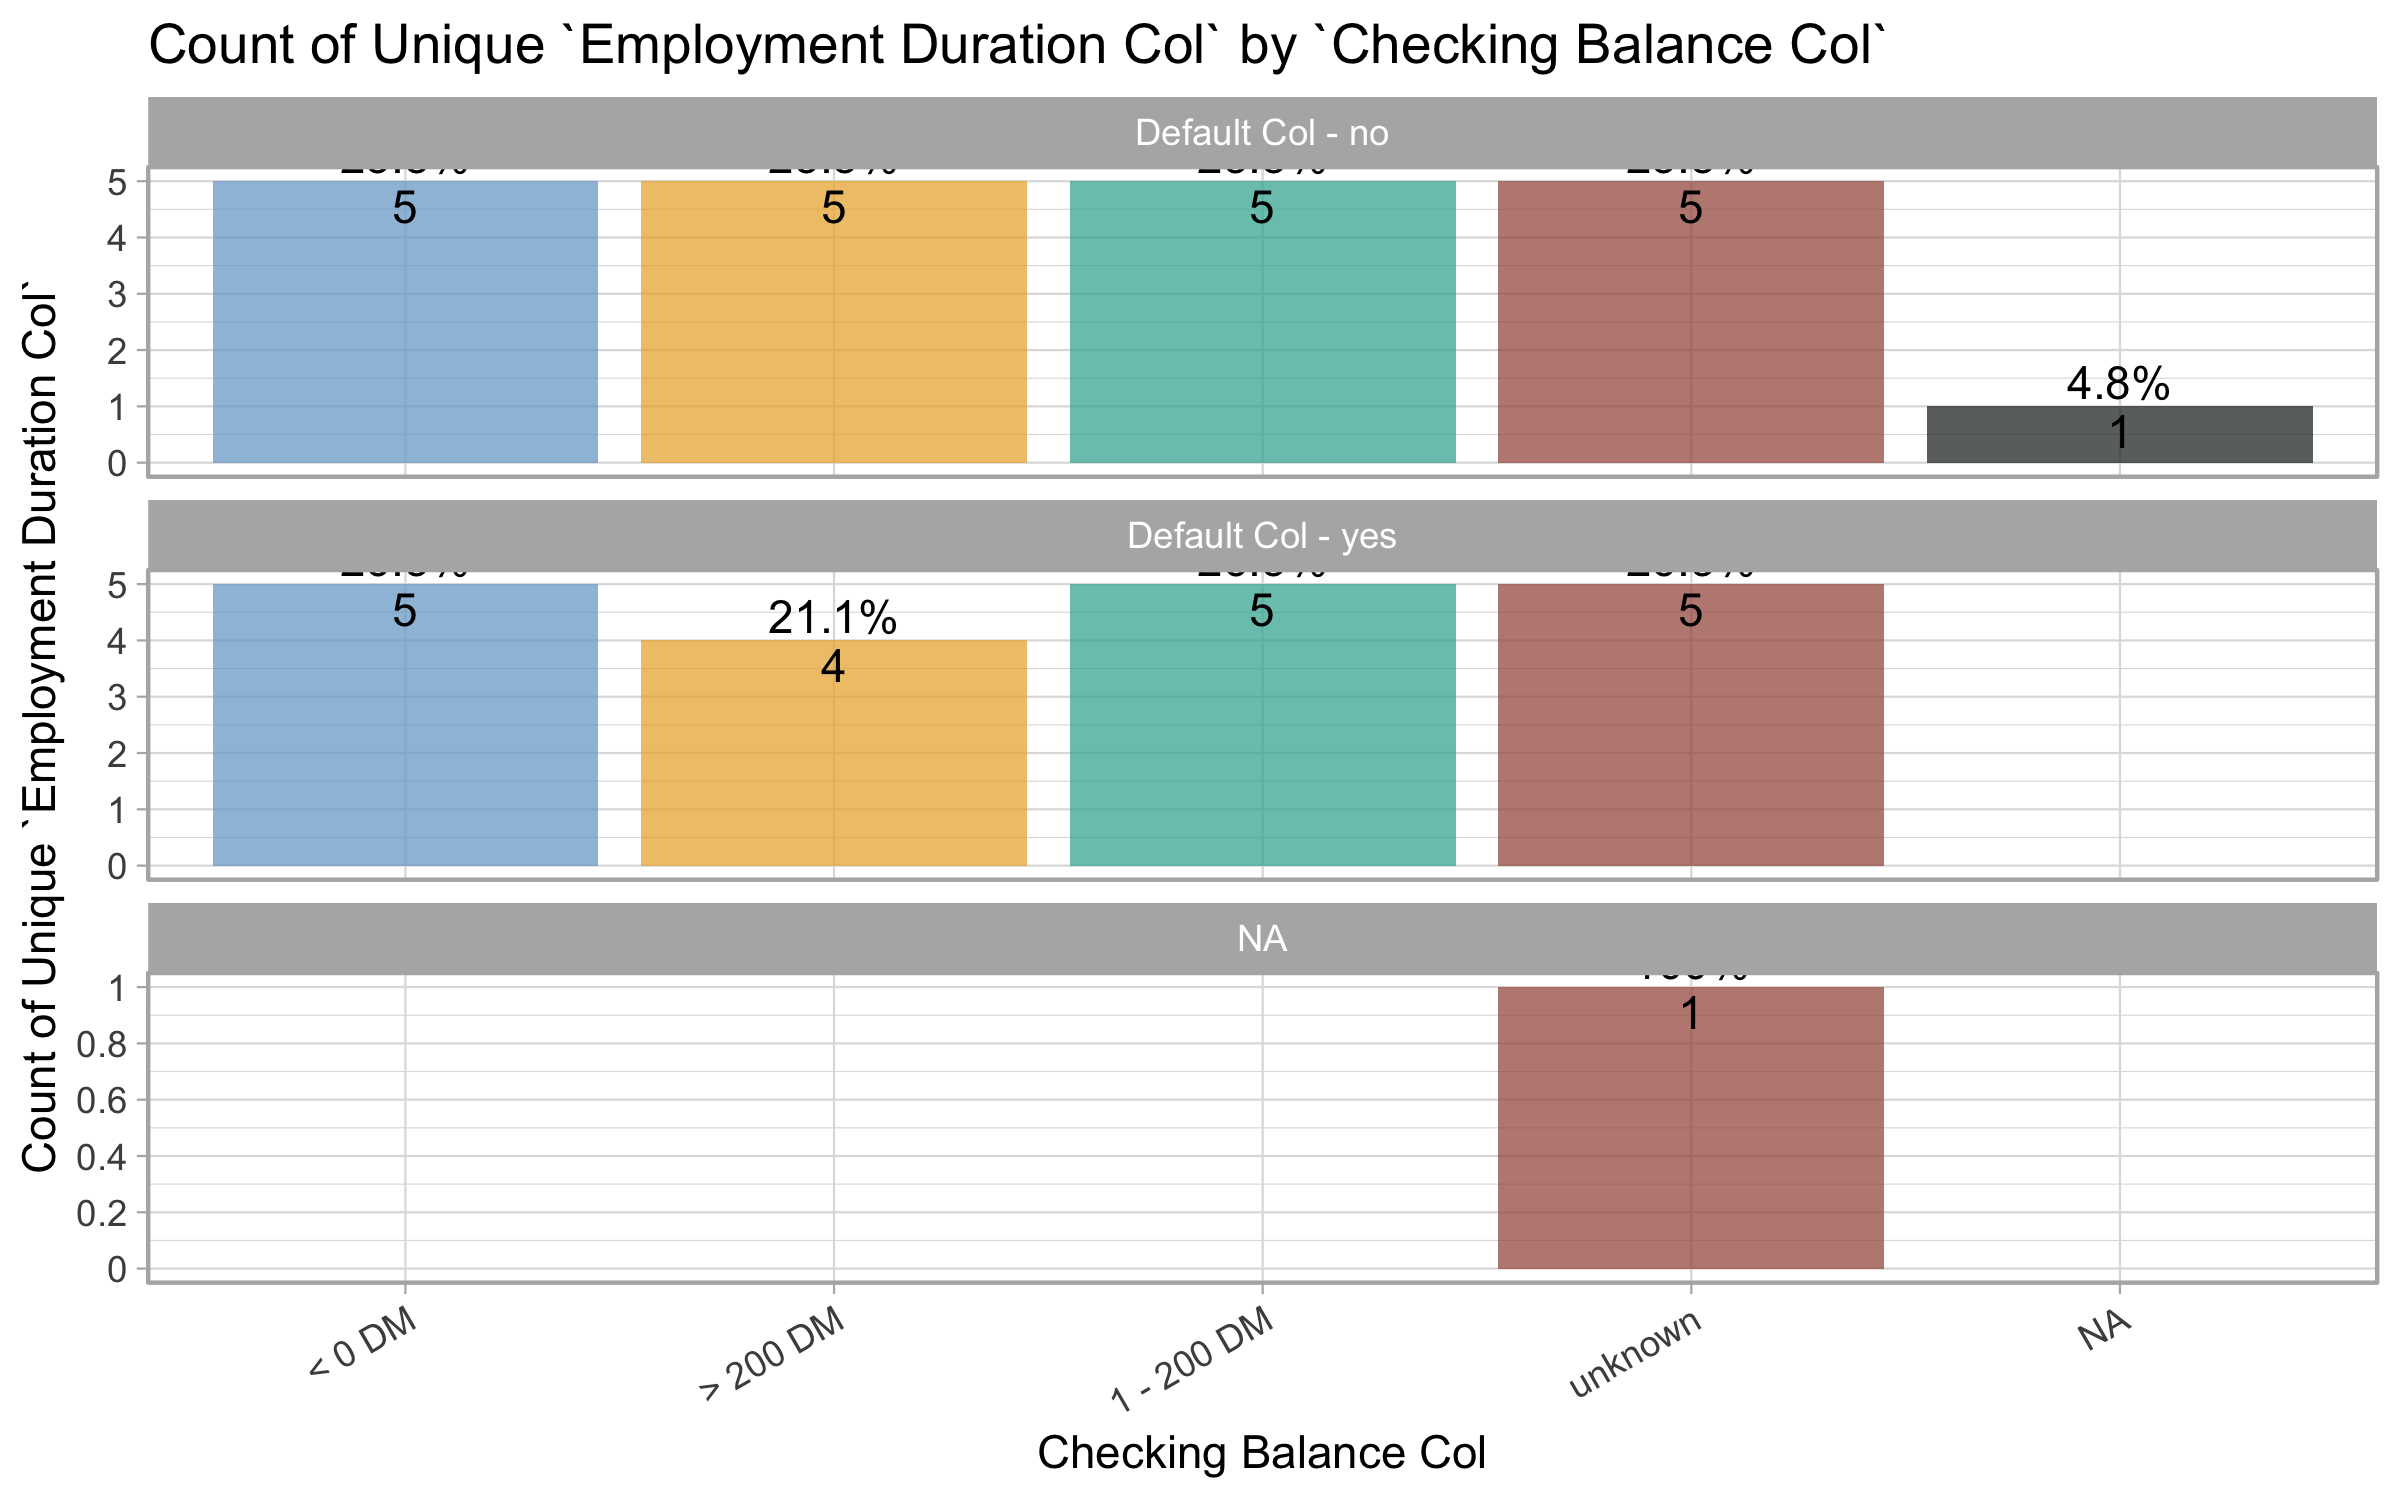 Count of Unique `Employment Duration Col` by `Checking Balance Col`
Count of Unique `Employment Duration Col`
Default Col - no
5
4
3
2
1
0
5
5
5
5
4.8%
1
Default Col - yes
5
4
3
2
1
0
5
21.1%
4
5
5
NA
1
0.8
0.6
0.4
0.2
0
1
< 0 DM
> 200 DM
1 - 200 DM
unknown
NA
Checking Balance Col